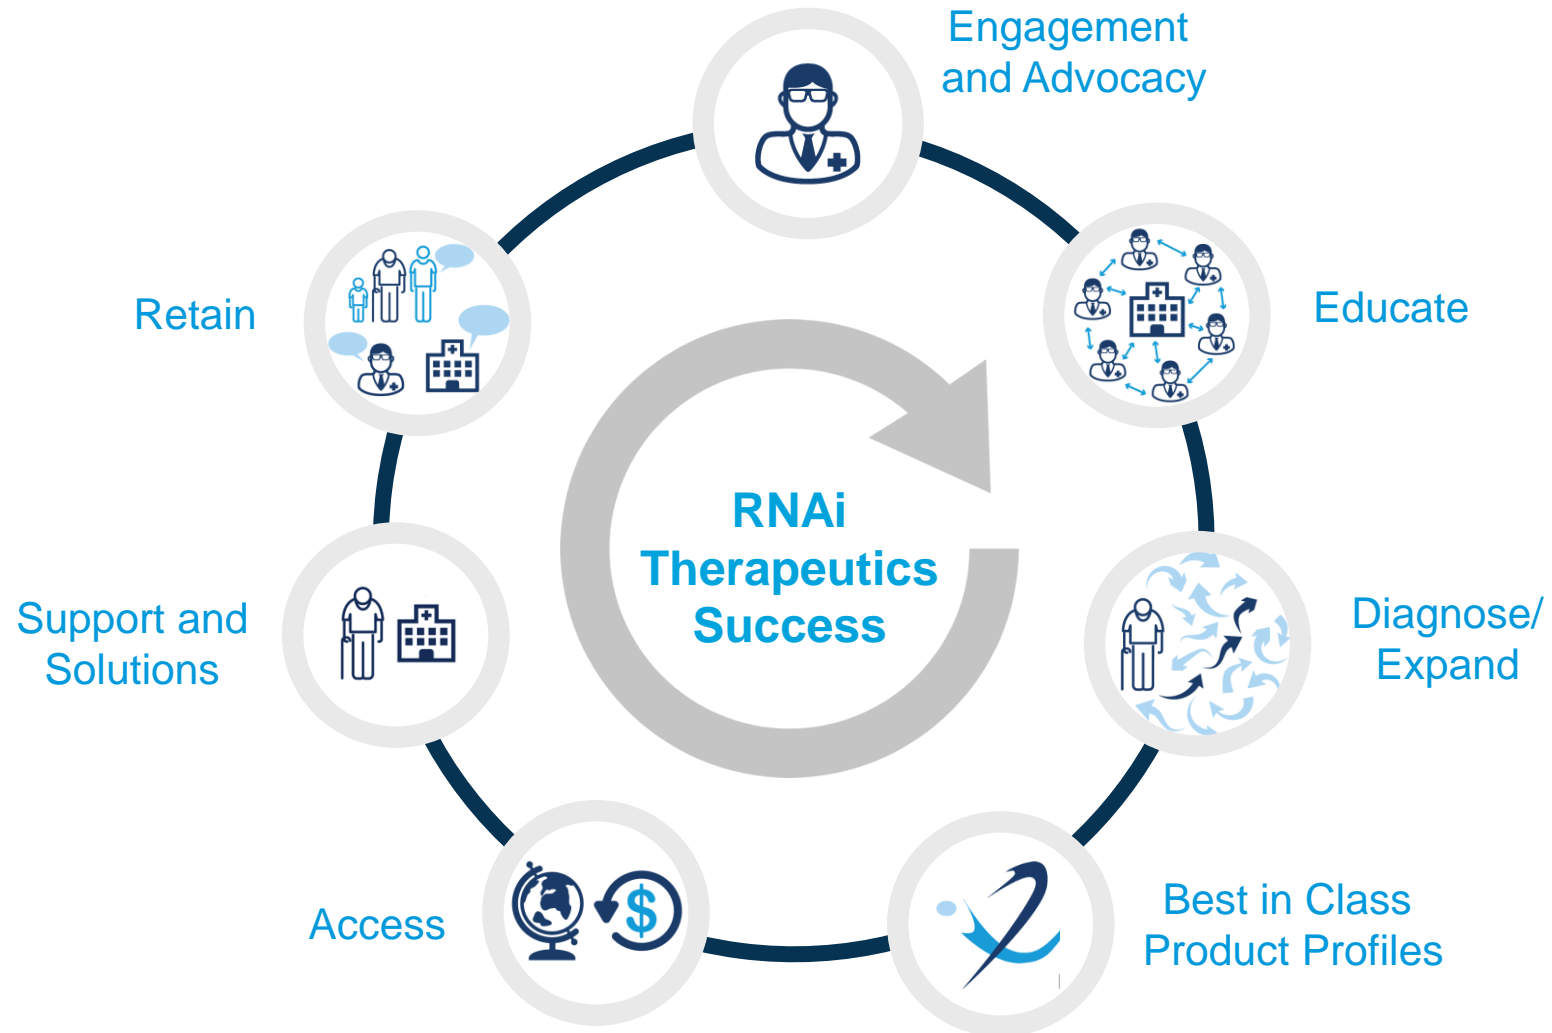 Engagement
and Advocacy
Educate
Diagnose/
Expand
Best in Class
Product Profiles
Access
$
Support and
Solutions
Retain
RNAi
Therapeutics
Success